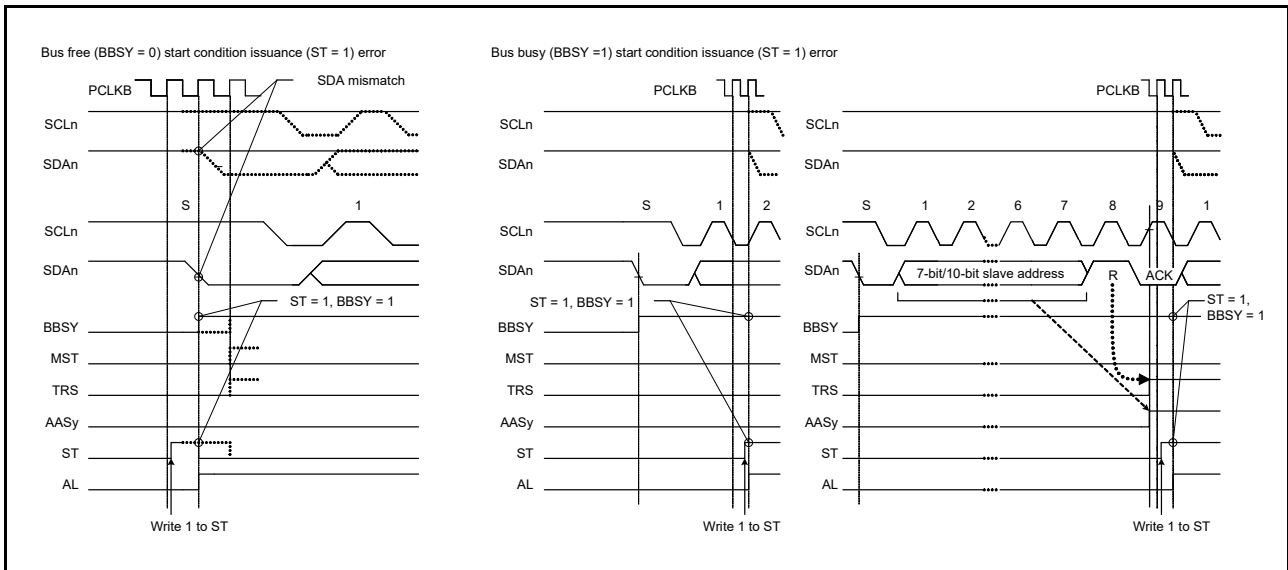 Bus free (BBSY = 0) start condition issuance (ST = 1) error
PCLKB
SDA mismatch
SCLn
SDAn
S 1
SCLn
SDAn
ST = 1, BBSY = 1
BBSY
MST
TRS
AASy
ST
AL
Write 1 to ST
Bus busy (BBSY =1) start condition issuance (ST = 1) error
PCLKB
SCLn
SDAn
S 1 2
SCLn
SDAn
ST = 1, BBSY = 1
BBSY
MST
TRS
AASy
ST
AL
Write 1 to ST
PCLKB
SCLn
SDAn
S 1 2 6 7 8 9 1
SCLn
SDAn
7-bit/10-bit slave address R ACK
ST = 1,
BBSY = 1
BBSY
MST
TRS
AASy
ST
AL
Write 1 to ST